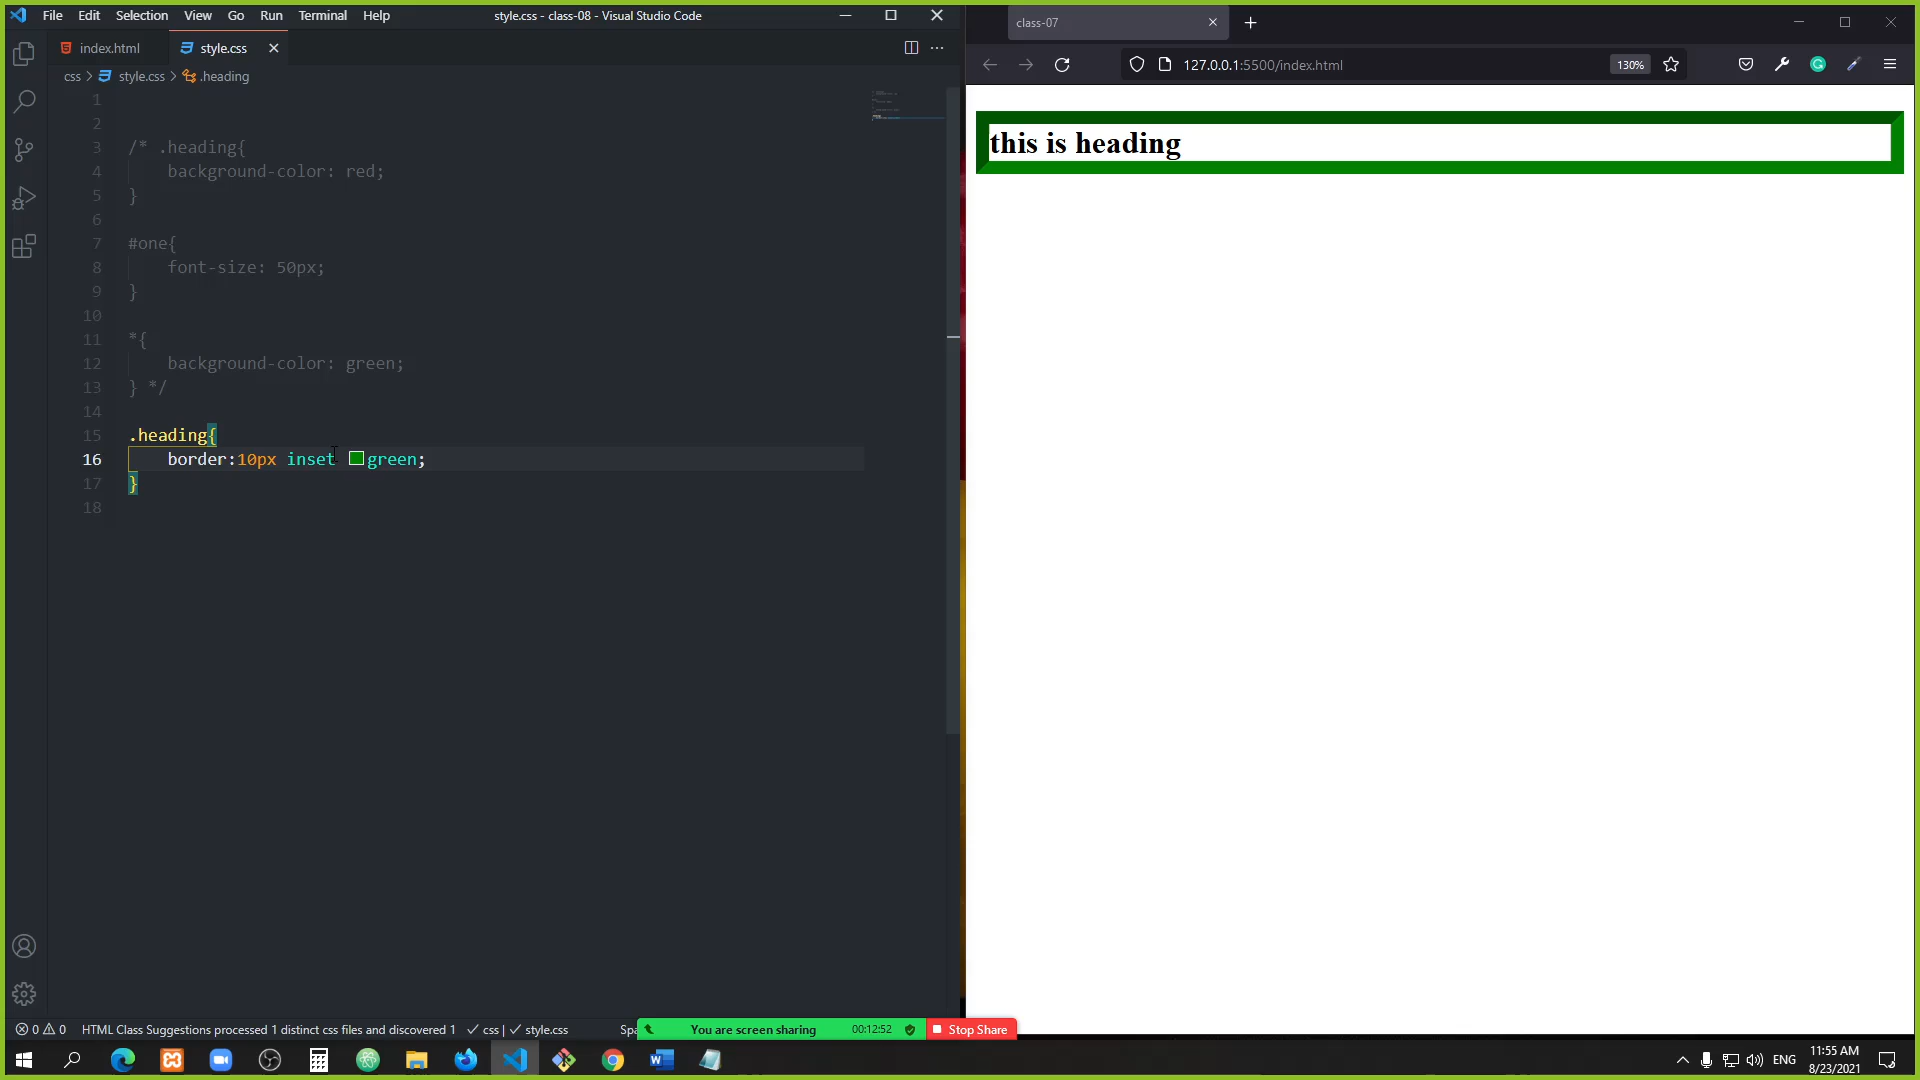 File Edit Selection View Go Run Terminal Help
style.css - class-08 - Visual Studio Code
index.html
style.css
css > style.css > .heading
1
2
3 /* .heading{
4 background-color: red;
5 }
6
7 #one{
8 font-size: 50px;
9 }
10
11 *{
12 background-color: green;
13 } */
14
15 .heading{
16 border:10px inset green;
17 }
18
0 0 HTML Class Suggestions processed 1 distinct css files and discovered 1 css | style.css Spa
You are screen sharing 00:12:52 Stop Share
class-07
127.0.0.1:5500/index.html 130%
this is heading
ENG
11:55 AM
8/23/2021